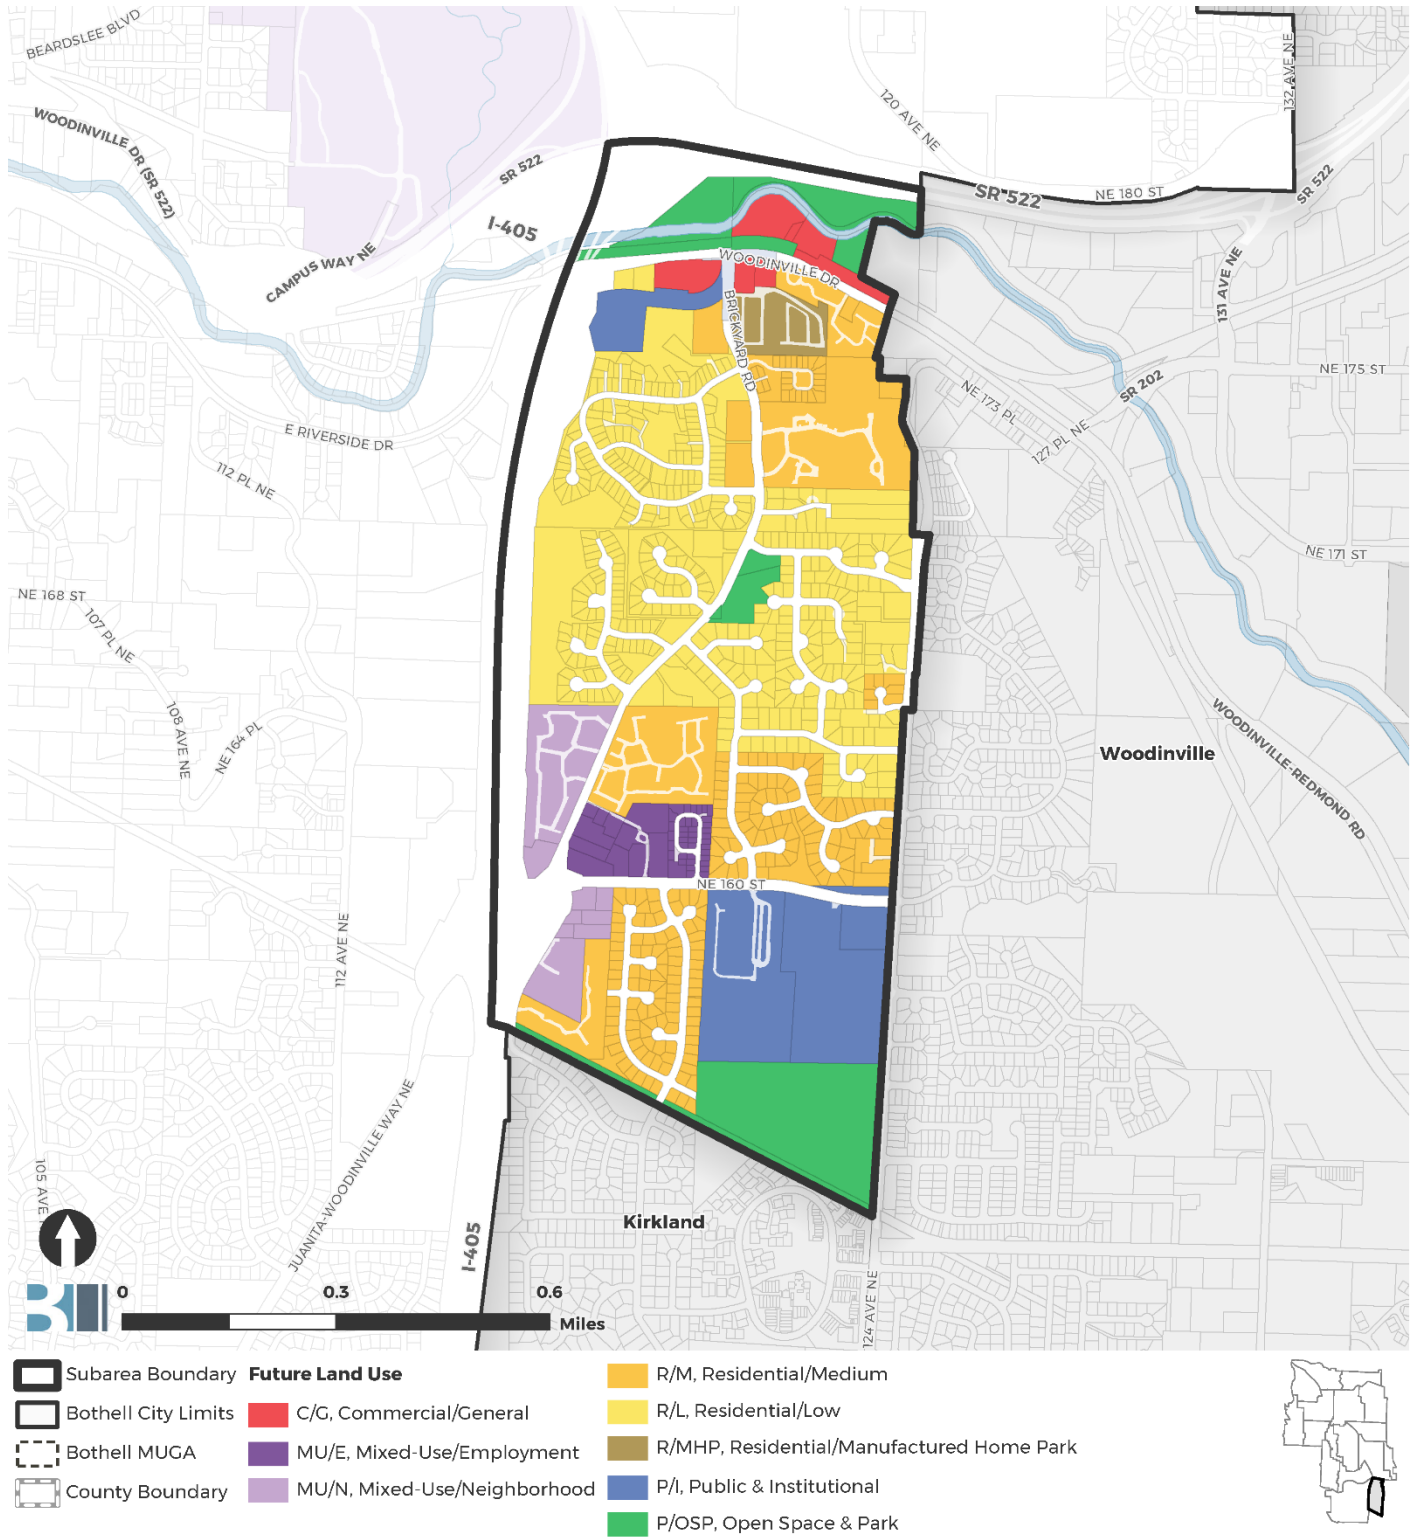 BEARDSLEE BLVD
132 AVE NE
120 AVE NE
WOODINVILLE DR (SR 522)
SR 522
SR 522
SR 522
NE 180 ST
I-405
CAMPUS WAY NE
WOODINVILLE DR
131 AVE NE
BRICKYARD RD
NE 175 ST
SR 202
NE 173 PL
127 PL NE
E RIVERSIDE DR
112 PL NE
NE 171 ST
NE 168 ST
107 PL NE
108 AVE NE
NE 164 PL
WOODINVILLE-REDMOND RD
Woodinville
NE 160 ST
112 AVE NE
JUANITA-WOODINVILLE WAY NE
105 AVE N
Kirkland
I-405
124 AVE NE
0 0.3 0.6
Miles
Subarea Boundary
Bothell City Limits
Bothell MUGA
County Boundary
Future Land Use
C/G, Commercial/General
MU/E, Mixed-Use/Employment
MU/N, Mixed-Use/Neighborhood
R/M, Residential/Medium
R/L, Residential/Low
R/MHP, Residential/Manufactured Home Park
P/I, Public & Institutional
P/OSP, Open Space & Park